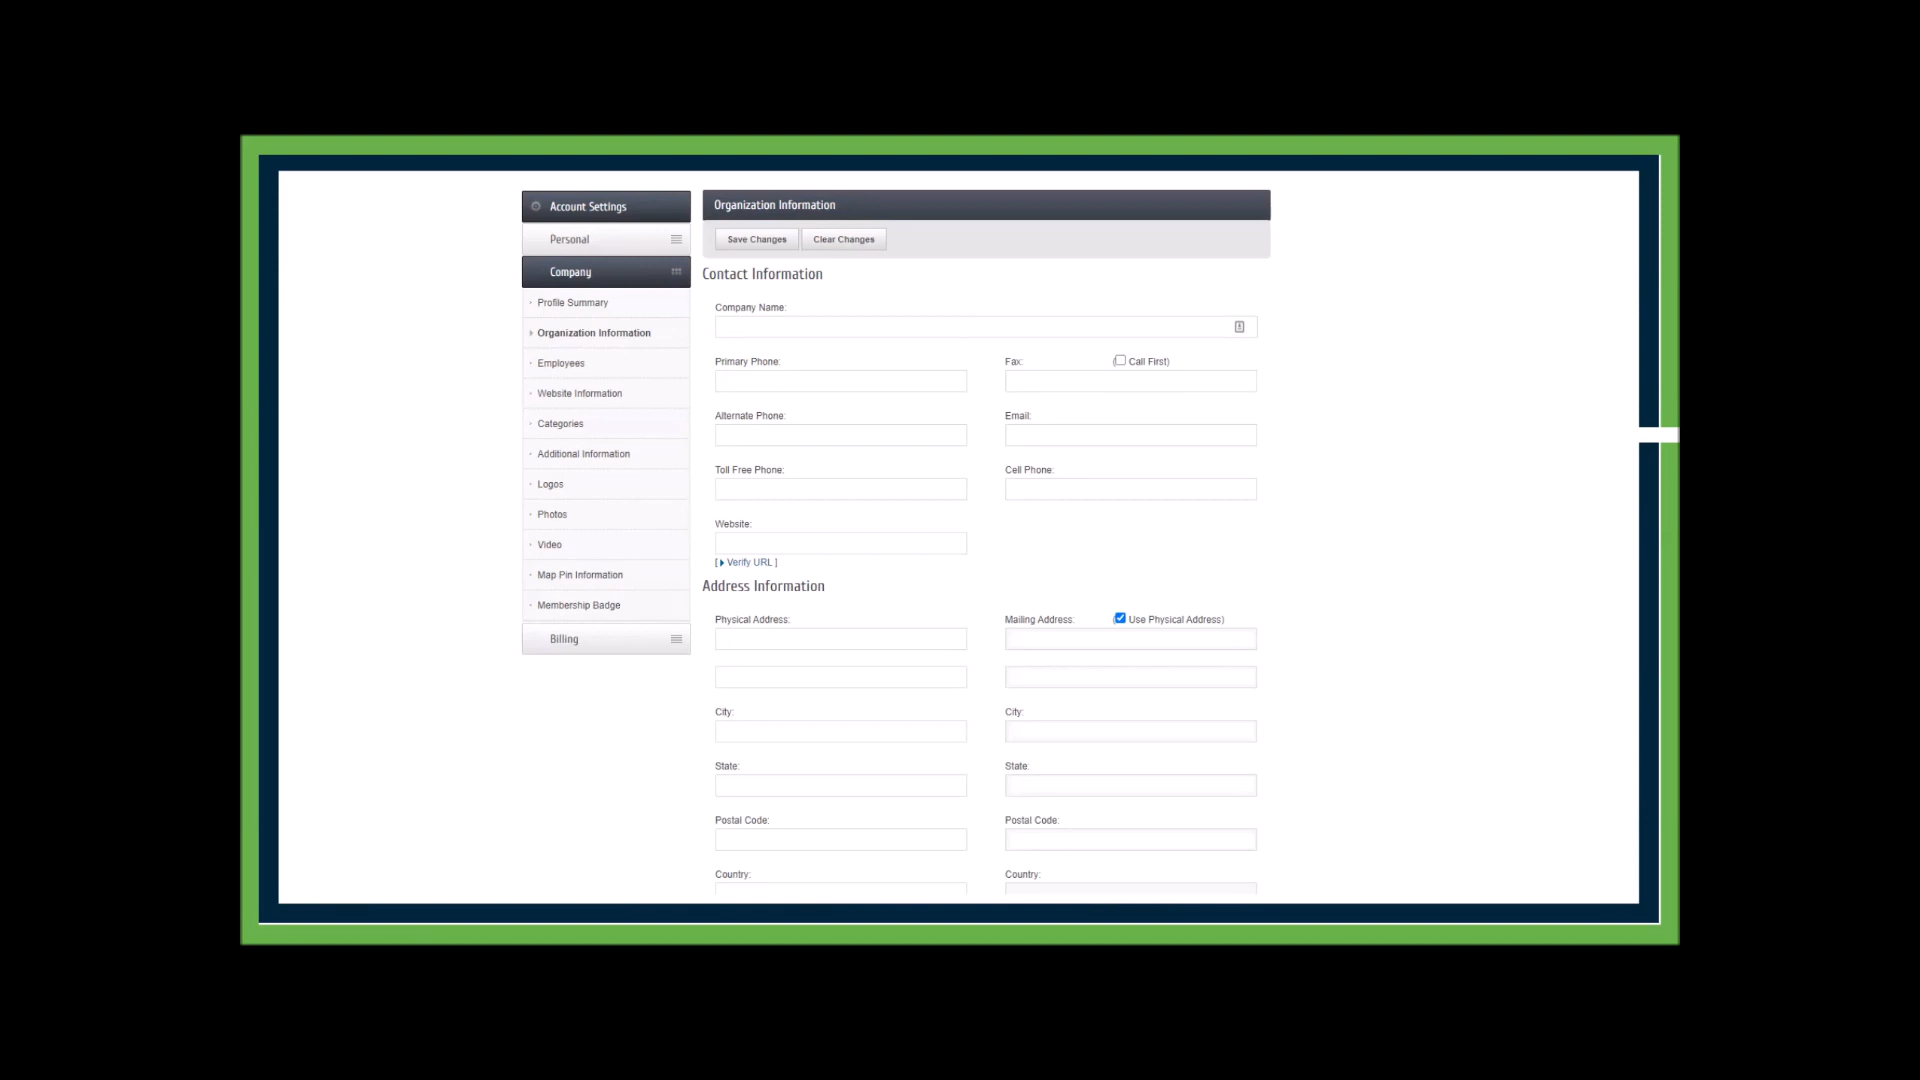 Account Settings
Personal
Company
Profile Summary
Organization Information
Employees
Website Information
Categories
Additional Information
Logos
Photos
Video
Map Pin Information
Membership Badge
Billing
Organization Information
Save Changes Clear Changes
Contact Information
Company Name:
Primary Phone: Fax: ( Call First)
Alternate Phone: Email:
Toll Free Phone: Cell Phone:
Website:
[ Verify URL ]
Address Information
Physical Address: Mailing Address: ( Use Physical Address)
City: City:
State: State:
Postal Code: Postal Code:
Country: Country: